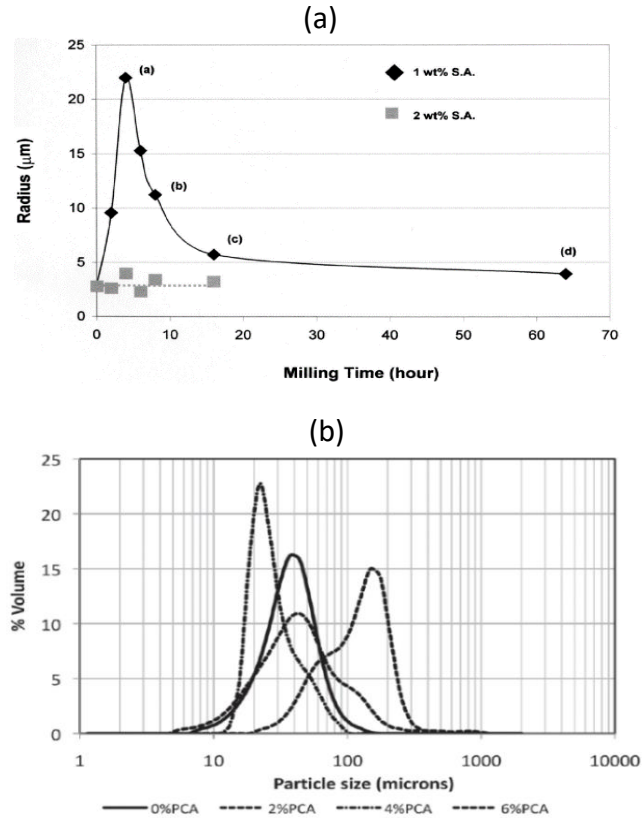 (a)
25
20
15
10
5
0
Radius (μm)
(a)
(b)
(c)
(d)
1 wt% S.A.
2 wt% S.A.
0 10 20 30 40 50 60 70
Milling Time (hour)
(b)
25
20
15
10
5
0
% Volume
1 10 100 1000 10000
Particle size (microns)
0%PCA 2%PCA 4%PCA 6%PCA